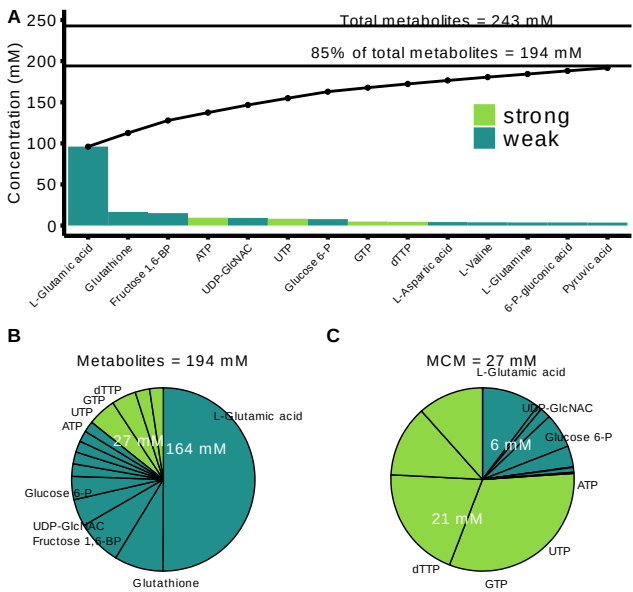 A
Total metabolites = 243 mM
85% of total metabolites = 194 mM
Concentration (mM)
250
200
150
100
50
0
strong
weak
L-Glutamic acid
Glutathione
Fructose 1,6-BP
ATP
UDP-GlcNAC
UTP
Glucose 6-P
GTP
dTTP
L-Aspartic acid
L-Valine
L-Glutamine
6-P-gluconic acid
Pyruvic acid
B
Metabolites = 194 mM
dTTP
GTP
UTP
ATP
L-Glutamic acid
27 mM
164 mM
Glucose 6-P
UDP-GlcNAC
Fructose 1,6-BP
Glutathione
C
MCM = 27 mM
L-Glutamic acid
UDP-GlcNAC
Glucose 6-P
6 mM
ATP
21 mM
UTP
dTTP
GTP